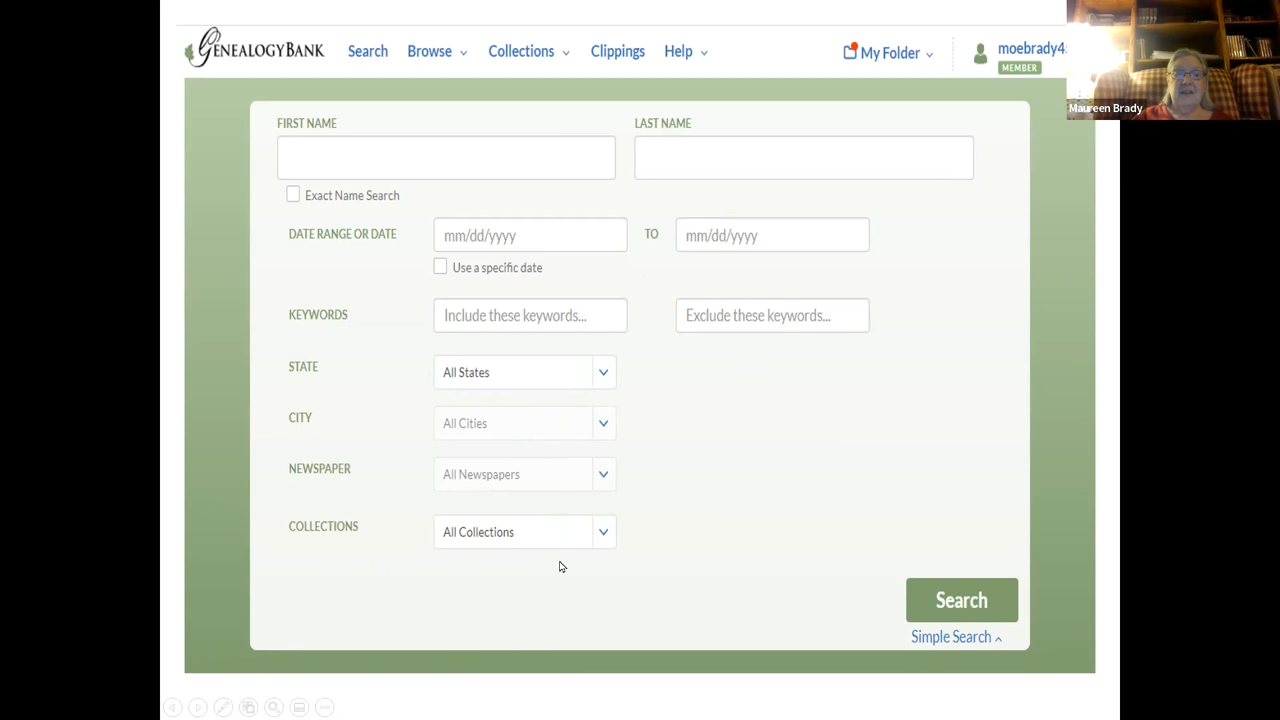 GENEALOGYBANK Search Browse Collections Clippings Help My Folder moebrady4
MEMBER
Maureen Brady
FIRST NAME LAST NAME
Exact Name Search
DATE RANGE OR DATE mm/dd/yyyy TO mm/dd/yyyy
Use a specific date
KEYWORDS Include these keywords... Exclude these keywords...
STATE All States
CITY All Cities
NEWSPAPER All Newspapers
COLLECTIONS All Collections
Search
Simple Search